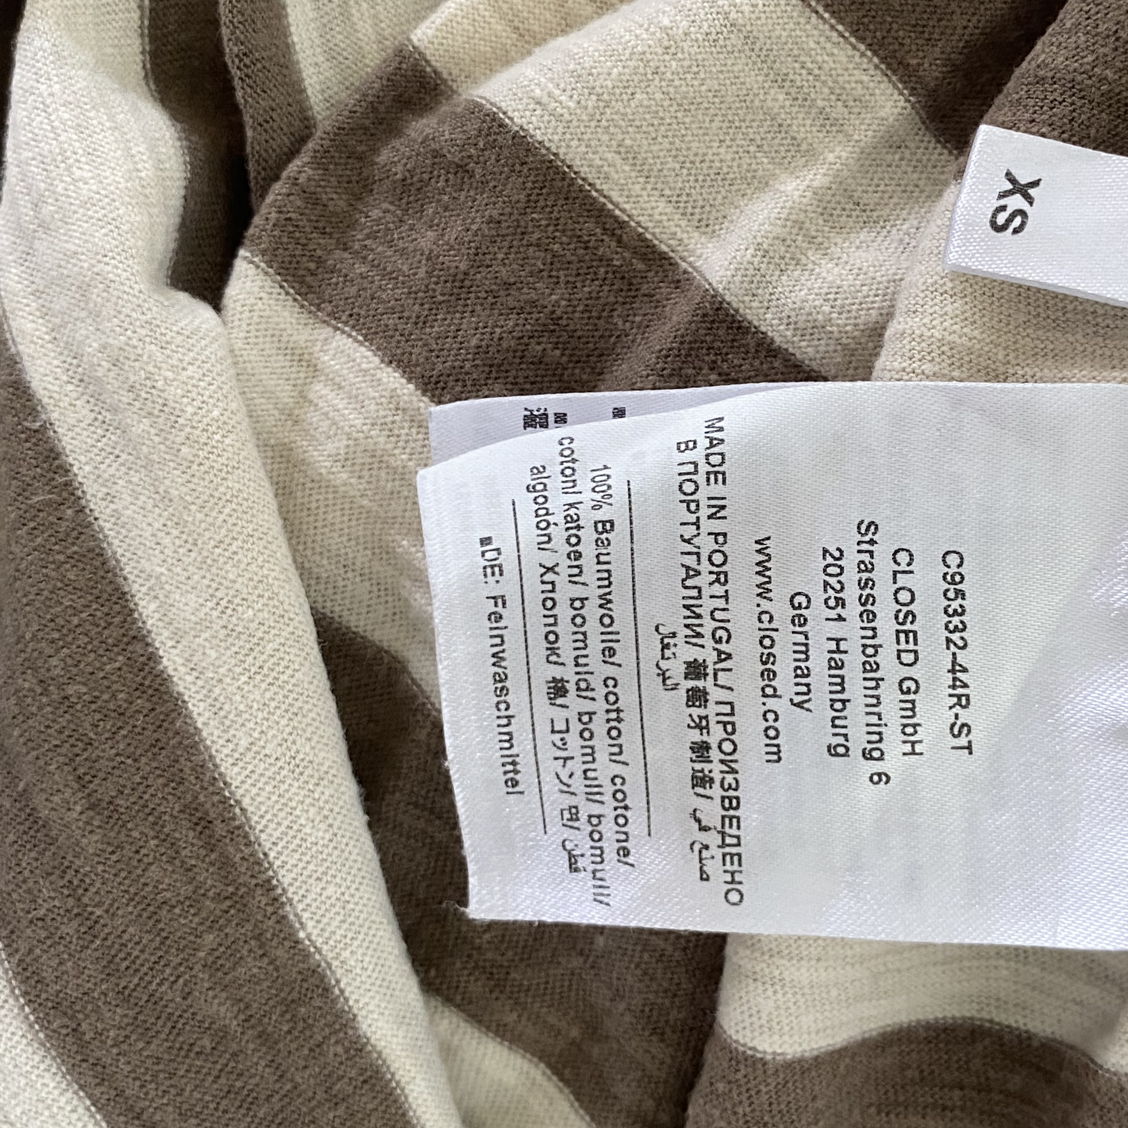 XS
C95332-44R-ST
CLOSED GmbH
Strassenbahnring 6
20251 Hamburg
Germany
www.closed.com
MADE IN PORTUGAL/ ПРОИЗВЕДЕНО
В ПОРТУГАЛИИ/ 葡萄牙制造/ صنع في
البرتغال
100% Baumwolle/ cotton/ cotone/
coton/ katoen/ bomuld/ bomull/ bomull/
algodón/ Хлопок/ 棉/ コットン/ 면/ قطن
DE: Feinwaschmittel